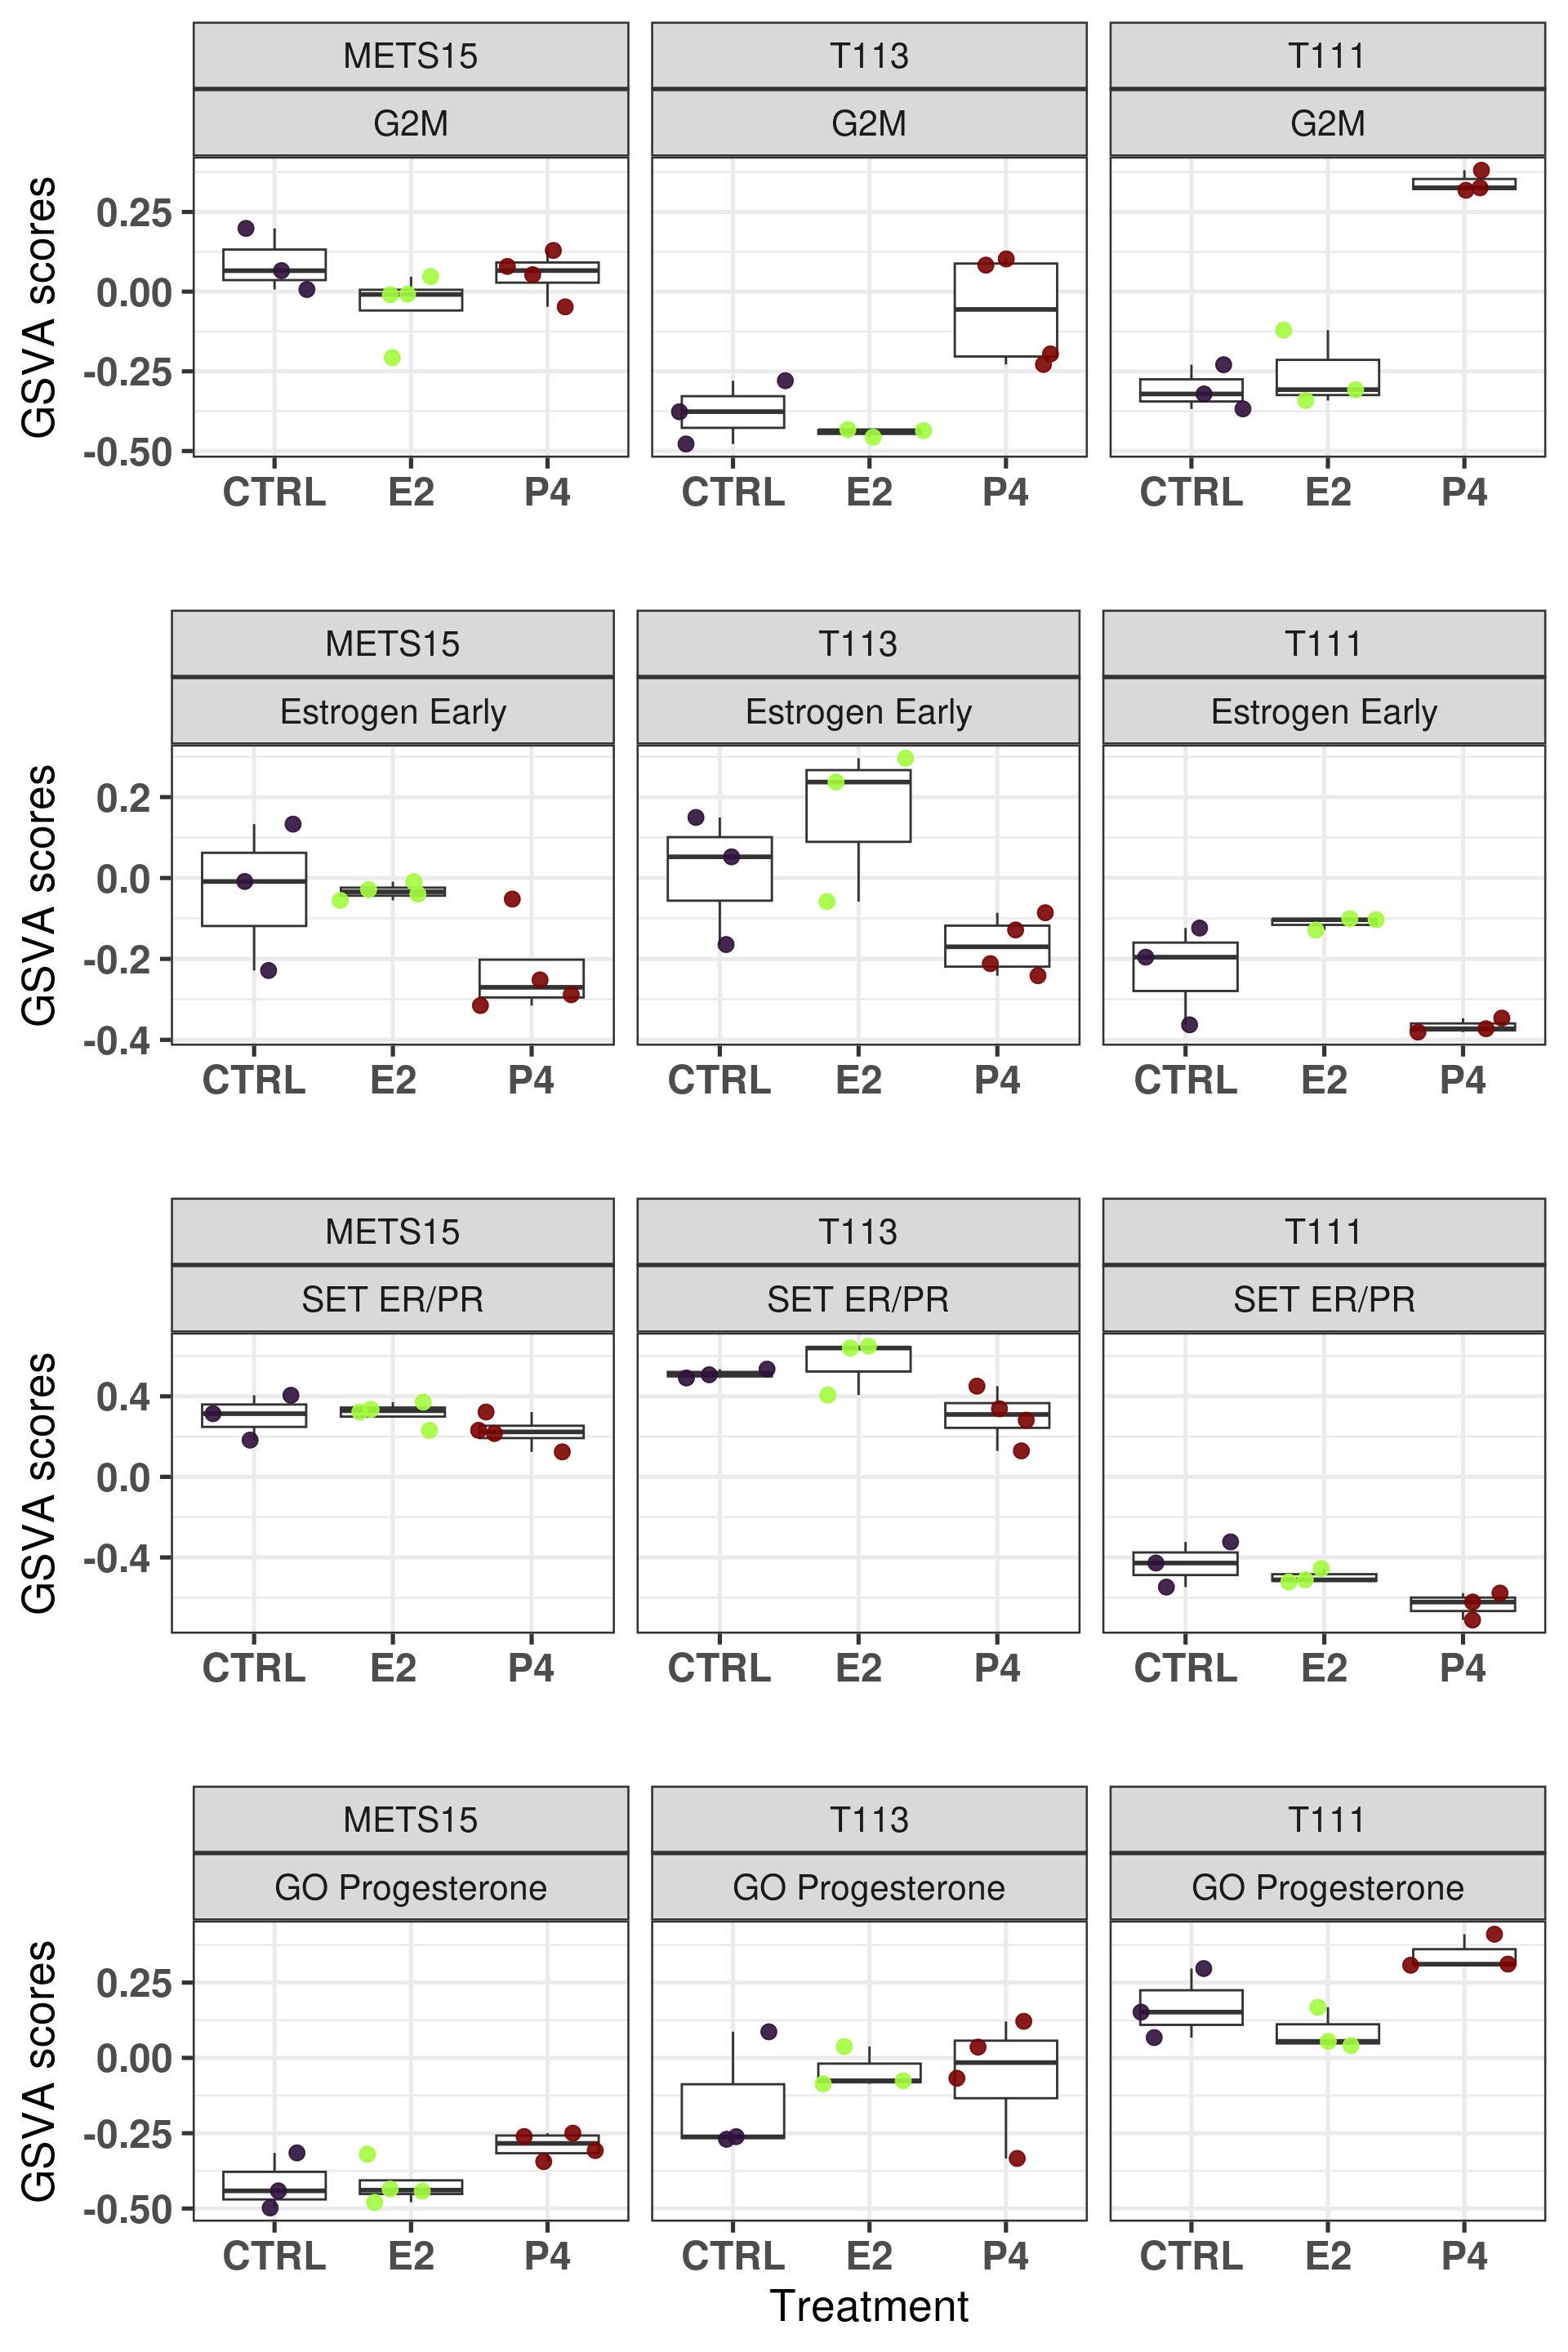 METS15 T113 T111
G2M G2M G2M
GSVA scores
0.25
0.00
-0.25
-0.50
CTRL E2 P4 CTRL E2 P4 CTRL E2 P4
METS15 T113 T111
Estrogen Early Estrogen Early Estrogen Early
GSVA scores
0.2
0.0
-0.2
-0.4
CTRL E2 P4 CTRL E2 P4 CTRL E2 P4
METS15 T113 T111
SET ER/PR SET ER/PR SET ER/PR
GSVA scores
0.4
0.0
-0.4
CTRL E2 P4 CTRL E2 P4 CTRL E2 P4
METS15 T113 T111
GO Progesterone GO Progesterone GO Progesterone
GSVA scores
0.25
0.00
-0.25
-0.50
CTRL E2 P4 CTRL E2 P4 CTRL E2 P4
Treatment